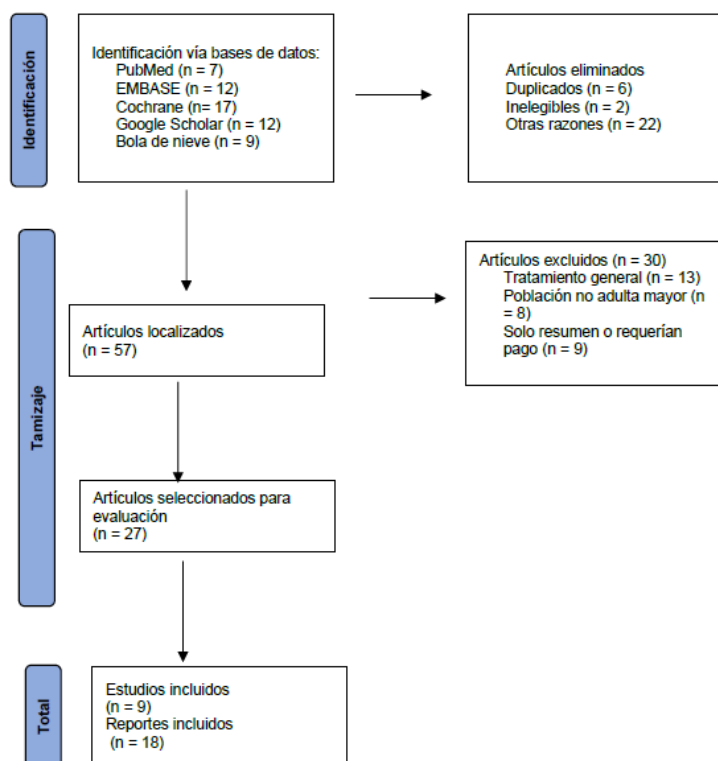 Identificación
Identificación vía bases de datos:
PubMed (n = 7)
EMBASE (n = 12)
Cochrane (n= 17)
Google Scholar (n = 12)
Bola de nieve (n = 9)
Artículos eliminados
Duplicados (n = 6)
Inelegibles (n = 2)
Otras razones (n = 22)
Tamizaje
Artículos localizados
(n = 57)
Artículos excluidos (n = 30)
Tratamiento general (n = 13)
Población no adulta mayor (n
= 8)
Solo resumen o requerían
pago (n = 9)
Artículos seleccionados para
evaluación
(n = 27)
Total
Estudios incluidos
(n = 9)
Reportes incluidos
(n = 18)